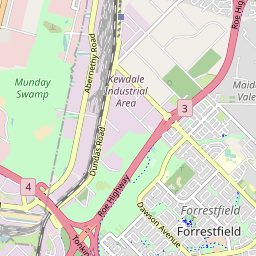 Abernethy Road
Roe Highway
Munday
Swamp
Kewdale
Industrial
Area
Maida
Vale
3
Dundas Road
4
Roe Highway
Forrestfield
Dawson Avenue
Forrestfield
Tonkin